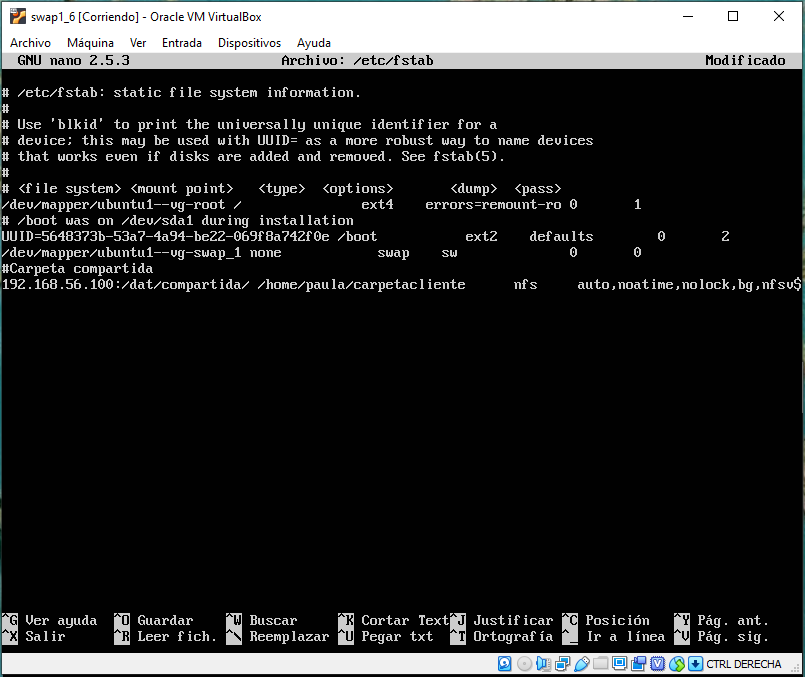 swap1_6 [Corriendo] - Oracle VM VirtualBox
Archivo Máquina Ver Entrada Dispositivos Ayuda
GNU nano 2.5.3 Archivo: /etc/fstab Modificado
# /etc/fstab: static file system information.
#
# Use 'blkid' to print the universally unique identifier for a
# device; this may be used with UUID= as a more robust way to name devices
# that works even if disks are added and removed. See fstab(5).
#
# <file system> <mount point> <type> <options> <dump> <pass>
/dev/mapper/ubuntu1--vg-root / ext4 errors=remount-ro 0 1
# /boot was on /dev/sda1 during installation
UUID=5648373b-53a7-4a94-be22-069f8a742f0e /boot ext2 defaults 0 2
/dev/mapper/ubuntu1--vg-swap_1 none swap sw 0 0
#Carpeta compartida
192.168.56.100:/dat/compartida/ /home/paula/carpetacliente nfs auto,noatime,nolock,bg,nfsv$
^G Ver ayuda ^O Guardar ^W Buscar ^K Cortar Text ^J Justificar ^C Posición ^Y Pág. ant.
^X Salir ^R Leer fich. ^\ Reemplazar ^U Pegar txt ^T Ortografía ^_ Ir a línea ^V Pág. sig.
CTRL DERECHA